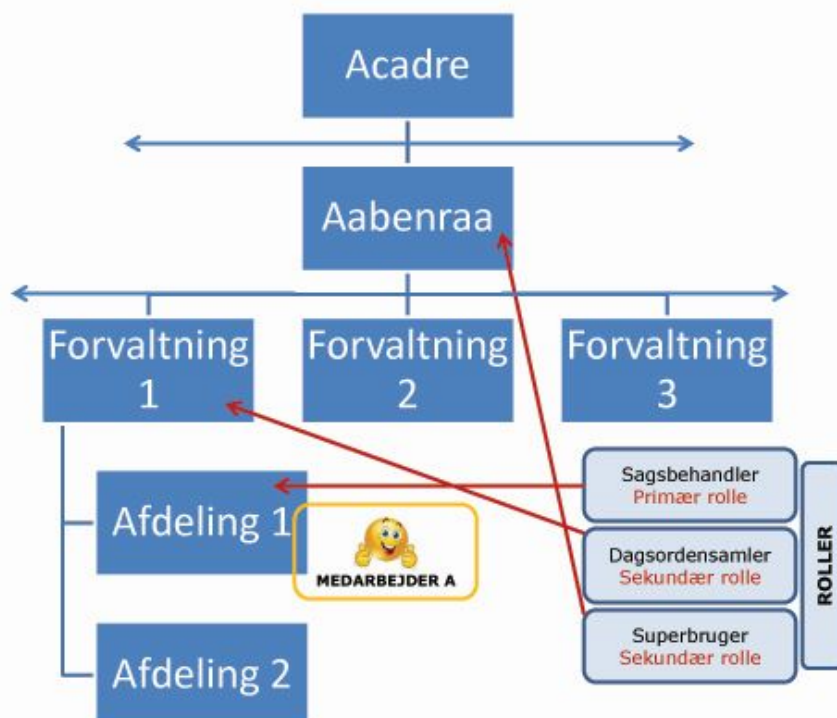 Acadre
Aabenraa
Forvaltning
1
Forvaltning
2
Forvaltning
3
Afdeling 1
MEDARBEJDER A
Afdeling 2
Sagsbehandler
Primær rolle
Dagsordensamler
Sekundær rolle
Superbruger
Sekundær rolle
ROLLER